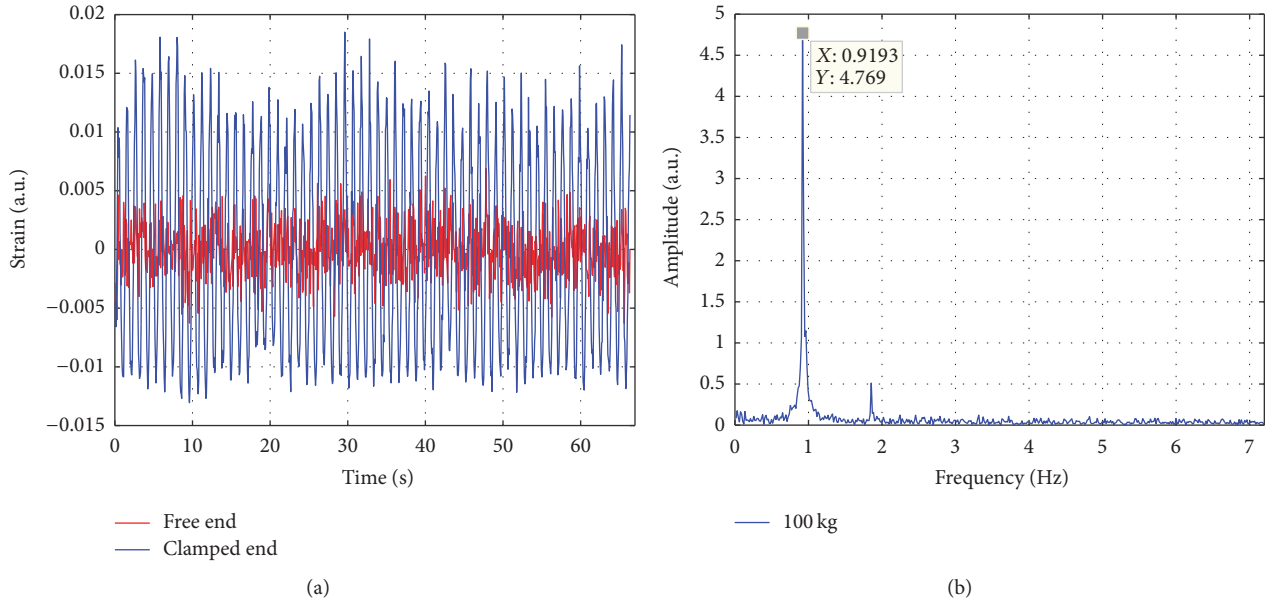 0.02
0.015
0.01
0.005
0
−0.005
−0.01
−0.015
Strain (a.u.)
0 10 20 30 40 50 60
Time (s)
Free end
Clamped end
(a)
5
4.5
4
3.5
3
2.5
2
1.5
1
0.5
0
Amplitude (a.u.)
X: 0.9193
Y: 4.769
0 1 2 3 4 5 6 7
Frequency (Hz)
100 kg
(b)